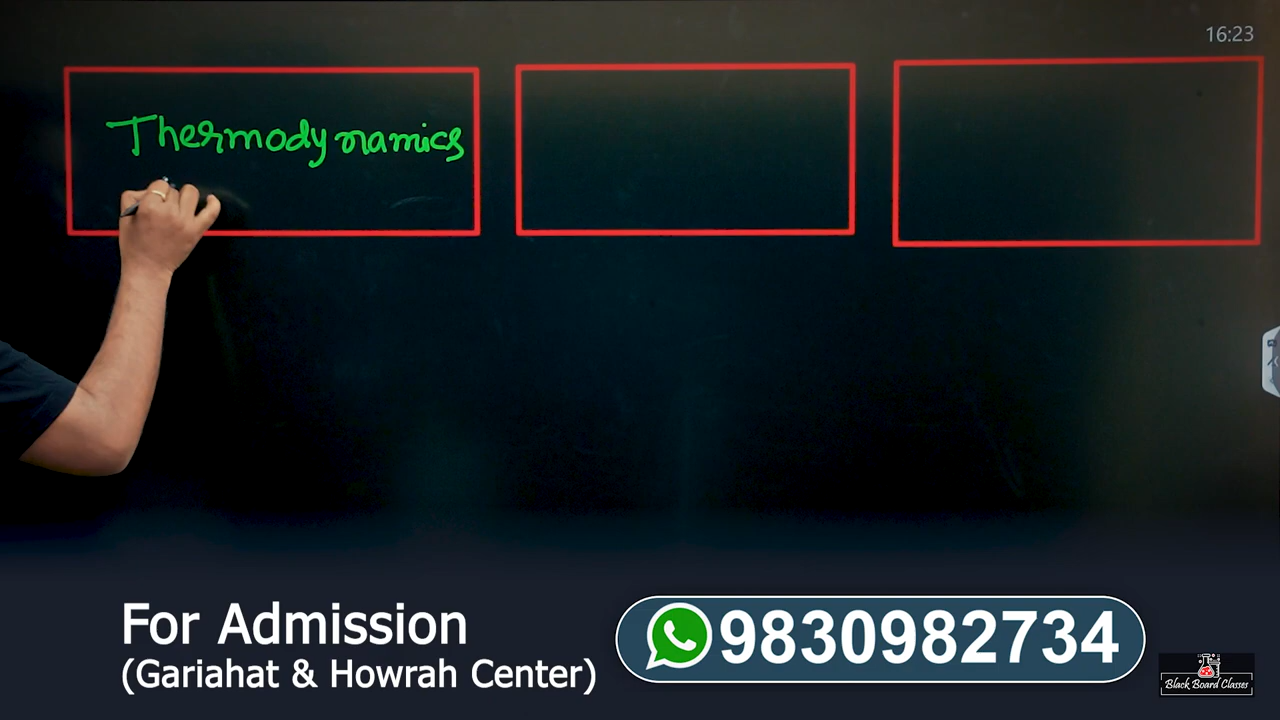 16:23
Thermodynamics
For Admission
(Gariahat & Howrah Center)
9830982734
Black Board Classes